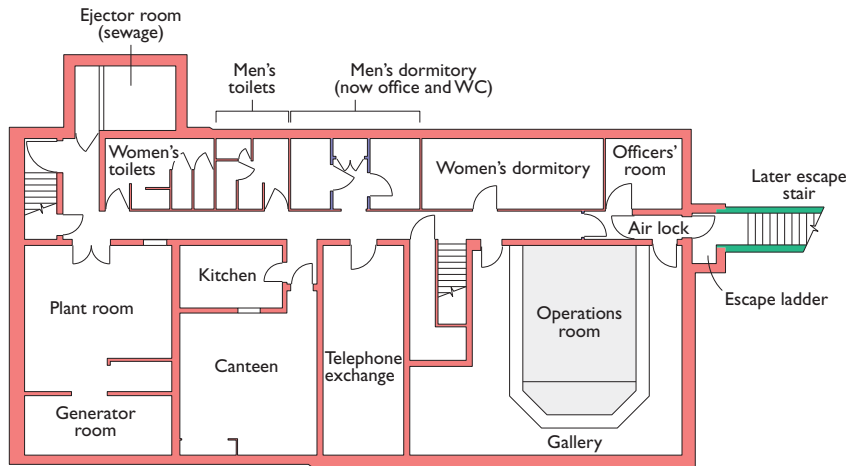 Ejector room
(sewage)
Men's
toilets
Men's dormitory
(now office and WC)
Women's
toilets
Women's dormitory
Officers'
room
Later escape
stair
Air lock
Escape ladder
Kitchen
Plant room
Operations
room
Canteen
Telephone
exchange
Generator
room
Gallery